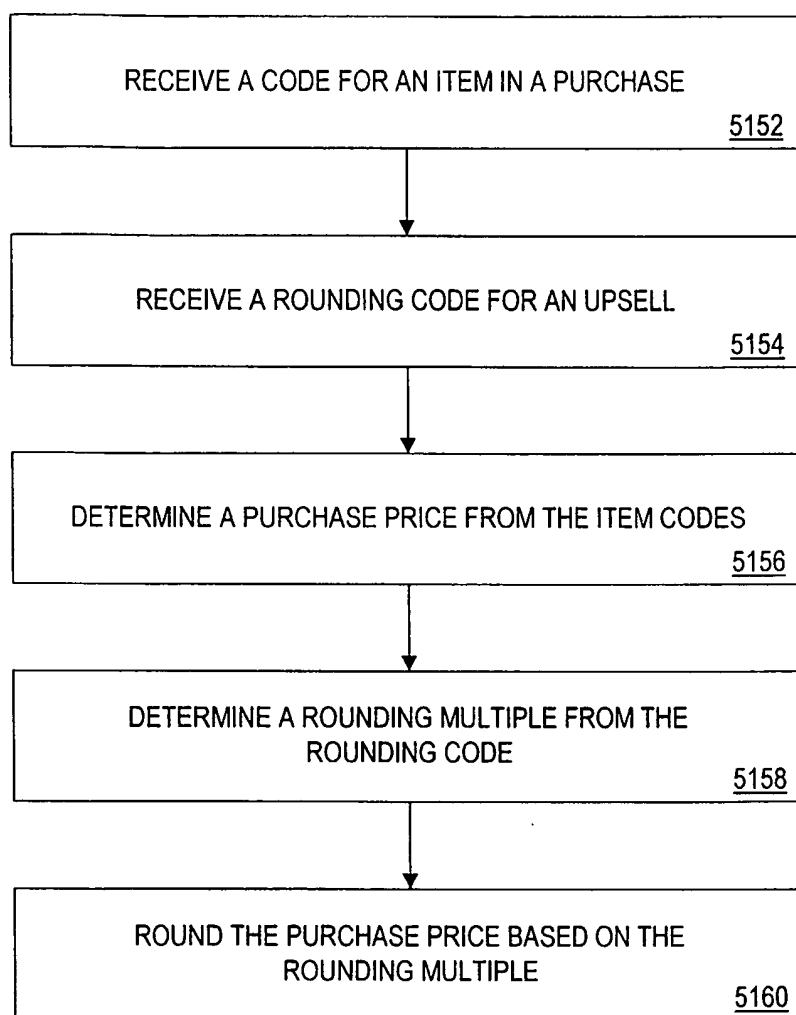 RECEIVE A CODE FOR AN ITEM IN A PURCHASE
5152
RECEIVE A ROUNDING CODE FOR AN UPSELL
5154
DETERMINE A PURCHASE PRICE FROM THE ITEM CODES
5156
DETERMINE A ROUNDING MULTIPLE FROM THE
ROUNDING CODE
5158
ROUND THE PURCHASE PRICE BASED ON THE
ROUNDING MULTIPLE
5160